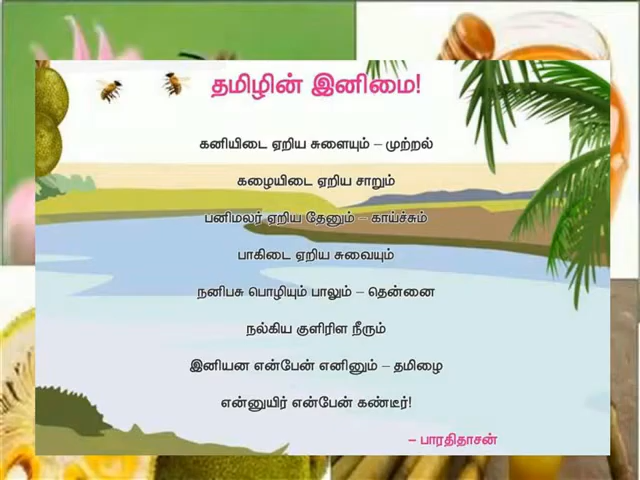 தமிழின் இனிமை!
கனியிடை ஏறிய சுளையும் – முற்றல்
கழையிடை ஏறிய சாறும்
பனிமலர் ஏறிய தேனும் – காய்ச்சும்
பாகிடை ஏறிய சுவையும்
நனிபசு பொழியும் பாலும் – தென்னை
நல்கிய குளிரிள நீரும்
இனியன என்பேன் எனினும் – தமிழை
என்னுயிர் என்பேன் கண்டீர்!
– பாரதிதாசன்